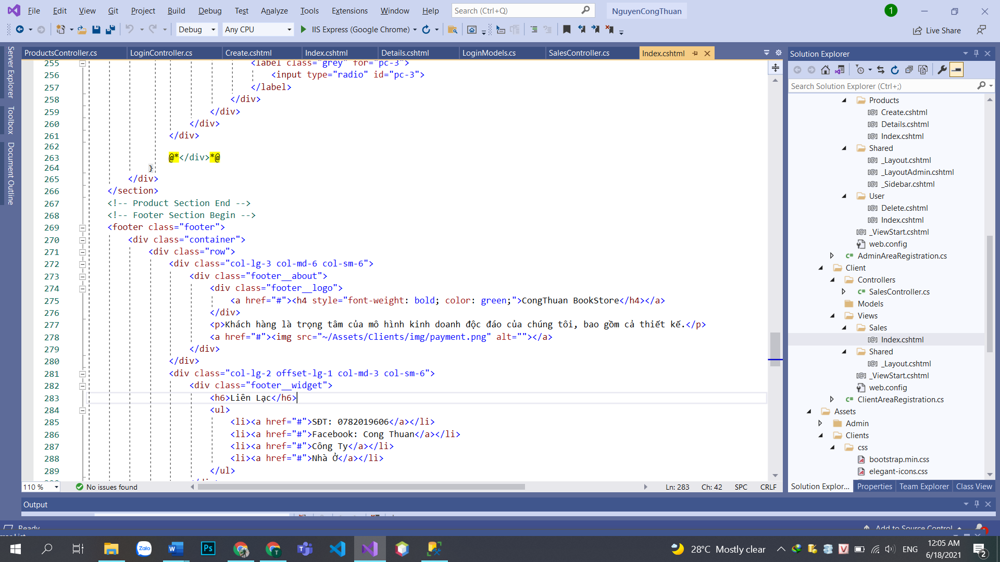 File Edit View Git Project Build Debug Test Analyze Tools Extensions Window Help Search (Ctrl+Q) NguyenCongThuan 1
Debug Any CPU IIS Express (Google Chrome) Live Share
Server Explorer
Toolbox
Document Outline
ProductsController.cs LoginController.cs Create.cshtml Index.cshtml Details.cshtml LoginModels.cs SalesController.cs Index.cshtml
255 <label class="grey" for="pc-3">
256 <input type="radio" id="pc-3">
257 </label>
258 </div>
259 </div>
260 </div>
261 </div>
262
263 @*</div>*@
264 }
265 </div>
266 </section>
267 <!-- Product Section End -->
268 <!-- Footer Section Begin -->
269 <footer class="footer">
270 <div class="container">
271 <div class="row">
272 <div class="col-lg-3 col-md-6 col-sm-6">
273 <div class="footer__about">
274 <div class="footer__logo">
275 <a href="#"><h4 style="font-weight: bold; color: green;">CongThuan BookStore</h4></a>
276 </div>
277 <p>Khách hàng là trọng tâm của mô hình kinh doanh độc đáo của chúng tôi, bao gồm cả thiết kế.</p>
278 <a href="#"><img src="~/Assets/Clients/img/payment.png" alt=""></a>
279 </div>
280 </div>
281 <div class="col-lg-2 offset-lg-1 col-md-3 col-sm-6">
282 <div class="footer__widget">
283 <h6>Liên Lạc</h6>
284 <ul>
285 <li><a href="#">SĐT: 0782019606</a></li>
286 <li><a href="#">Facebook: Cong Thuan</a></li>
287 <li><a href="#">Công Ty</a></li>
288 <li><a href="#">Nhà Ở</a></li>
289 </ul>
110 % No issues found Ln: 283 Ch: 42 SPC CRLF
Solution Explorer
Search Solution Explorer (Ctrl+;)
Products
Create.cshtml
Details.cshtml
Index.cshtml
Shared
_Layout.cshtml
_LayoutAdmin.cshtml
_Sidebar.cshtml
User
Delete.cshtml
Index.cshtml
_ViewStart.cshtml
web.config
AdminAreaRegistration.cs
Client
Controllers
SalesController.cs
Models
Views
Sales
Index.cshtml
Shared
_Layout.cshtml
_ViewStart.cshtml
web.config
ClientAreaRegistration.cs
Assets
Admin
Clients
css
bootstrap.min.css
elegant-icons.css
Solution Explor... Properties Team Explorer Class View
Output
Ready Add to Source Control
Zalo Ps T 28°C Mostly clear V ENG 12:05 AM
6/18/2021 2